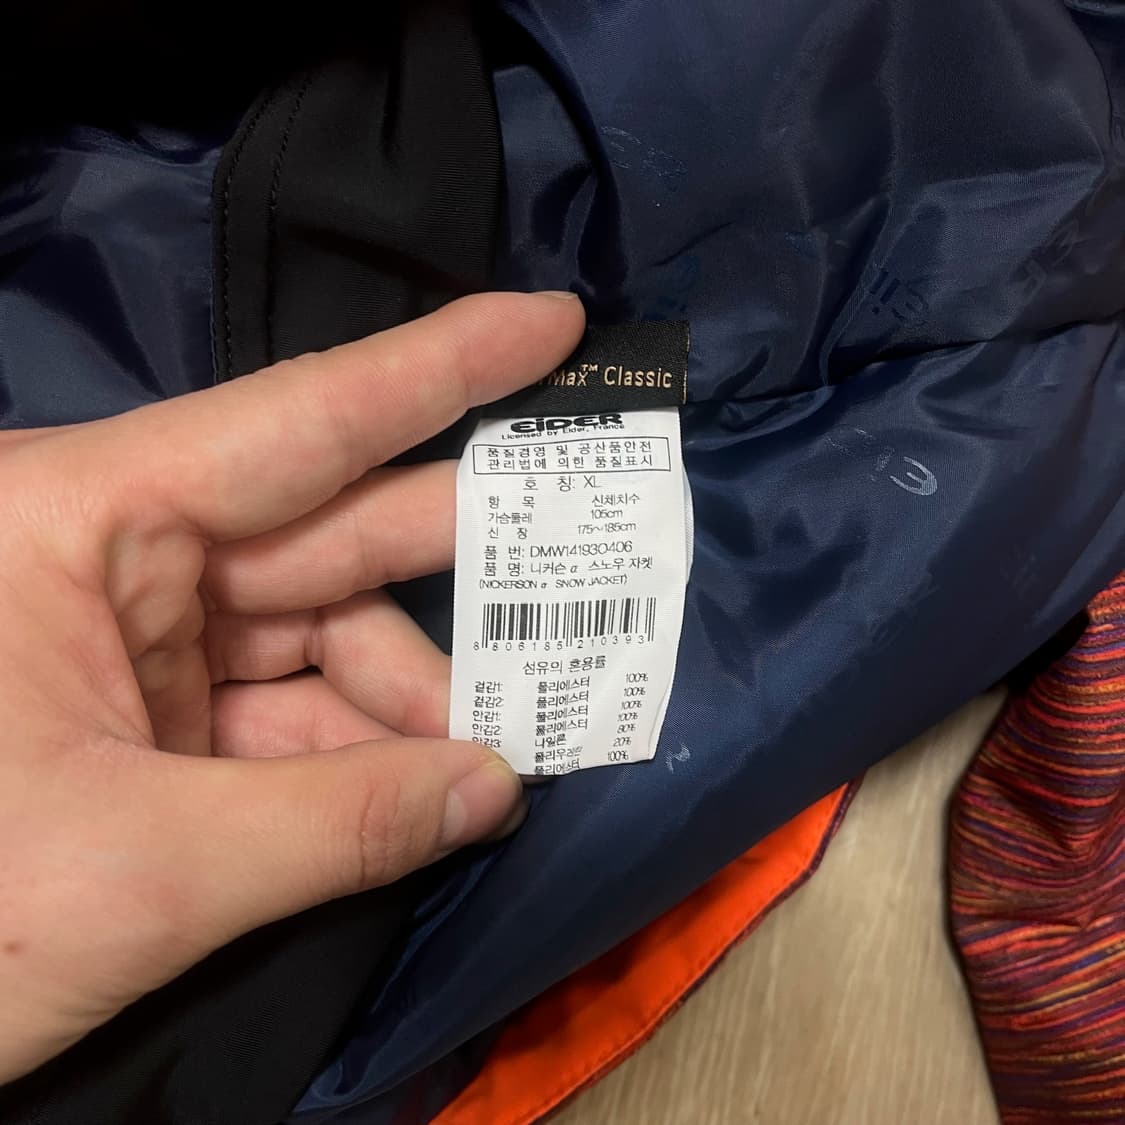 Max™ Classic
EiDER
Licensed by Eider, France
품질경영 및 공산품안전
관리법에 의한 품질표시
호 칭: XL
항 목 신체치수
가슴둘레 105cm
신 장 175~185cm
품 번: DMW14193O406
품 명: 니커슨 α 스노우 자켓
(NICKERSON α SNOW JACKET)
8 806185 210393
섬유의 혼용률
겉감1: 폴리에스터 100%
겉감2: 폴리에스터 100%
안감1: 폴리에스터 100%
안감2: 폴리에스터 100%
안감3: 나일론 80%
폴리우레탄 20%
폴리에스터 100%
eider